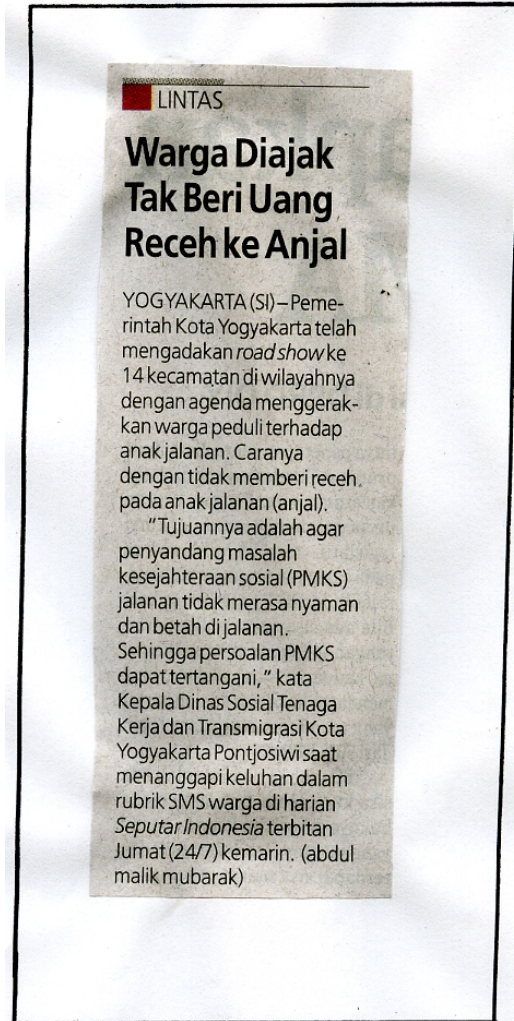 LINTAS
Warga Diajak
Tak Beri Uang
Receh ke Anjal
YOGYAKARTA (SI) – Peme-
rintah Kota Yogyakarta telah
mengadakan road show ke
14 kecamatan di wilayahnya
dengan agenda menggerak-
kan warga peduli terhadap
anak jalanan. Caranya
dengan tidak memberi receh
pada anak jalanan (anjal).
"Tujuannya adalah agar
penyandang masalah
kesejahteraan sosial (PMKS)
jalanan tidak merasa nyaman
dan betah di jalanan.
Sehingga persoalan PMKS
dapat tertangani," kata
Kepala Dinas Sosial Tenaga
Kerja dan Transmigrasi Kota
Yogyakarta Pontjosiwi saat
menanggapi keluhan dalam
rubrik SMS warga di harian
Seputar Indonesia terbitan
Jumat (24/7) kemarin. (abdul
malik mubarak)